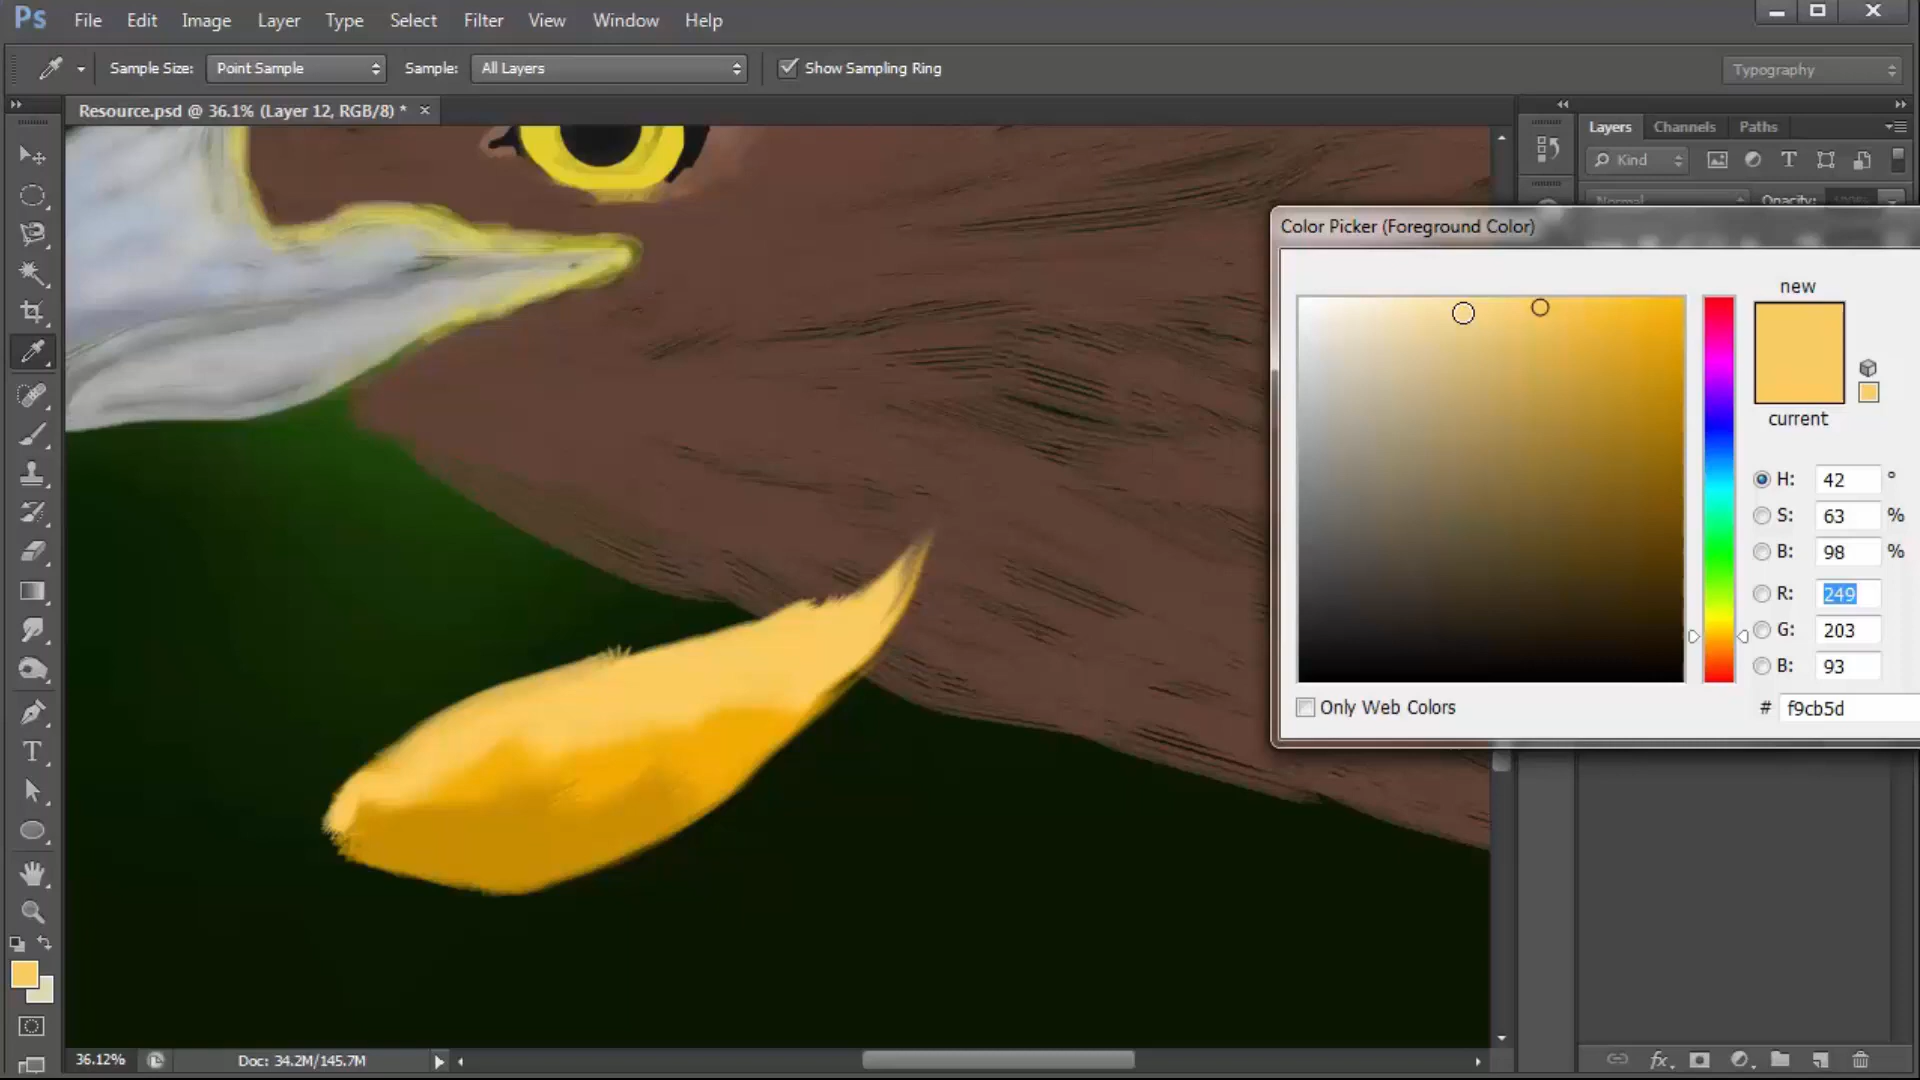 Ps File Edit Image Layer Type Select Filter View Window Help
Sample Size: Point Sample Sample: All Layers Show Sampling Ring Typography
Resource.psd @ 36.1% (Layer 12, RGB/8) * ×
Layers Channels Paths
Kind
Normal Opacity: 100%
Color Picker (Foreground Color)
new
current
H: 42 °
S: 63 %
B: 98 %
R: 249
G: 203
B: 93
Only Web Colors
# f9cb5d
36.12% Doc: 34.2M/145.7M